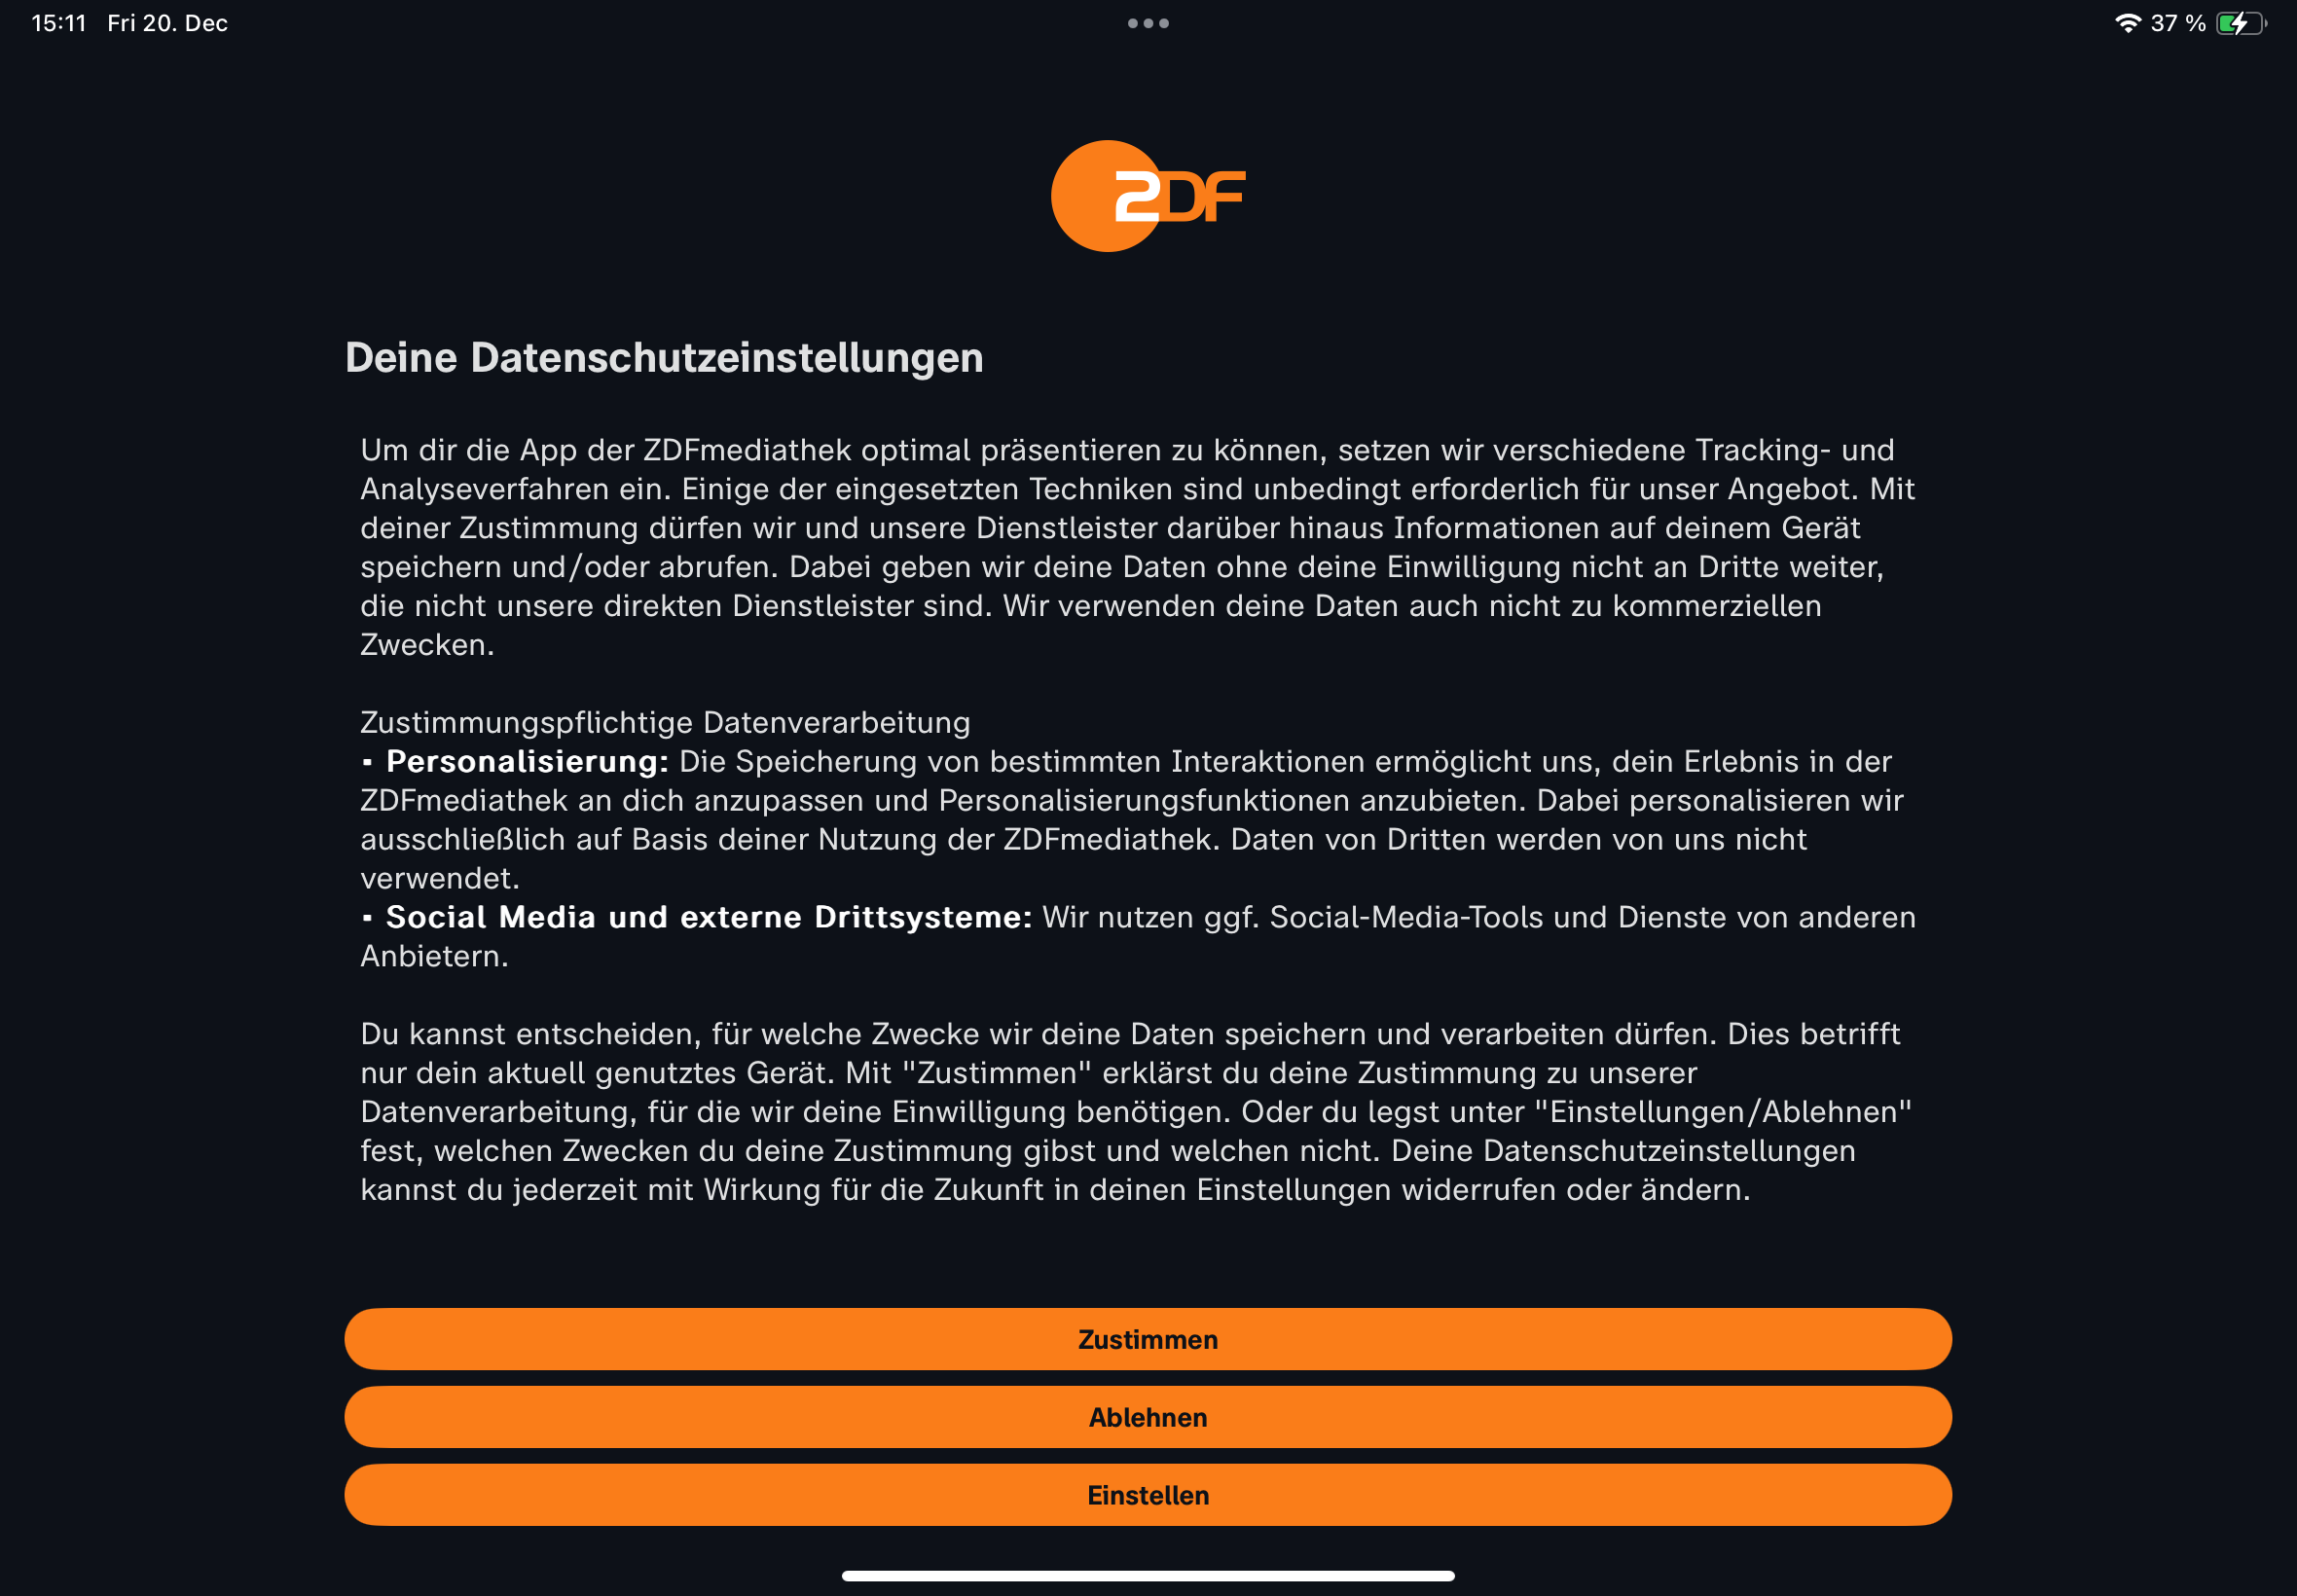 15:11 Fri 20. Dec
37 %
ZDF
Deine Datenschutzeinstellungen
Um dir die App der ZDFmediathek optimal präsentieren zu können, setzen wir verschiedene Tracking- und
Analyseverfahren ein. Einige der eingesetzten Techniken sind unbedingt erforderlich für unser Angebot. Mit
deiner Zustimmung dürfen wir und unsere Dienstleister darüber hinaus Informationen auf deinem Gerät
speichern und/oder abrufen. Dabei geben wir deine Daten ohne deine Einwilligung nicht an Dritte weiter,
die nicht unsere direkten Dienstleister sind. Wir verwenden deine Daten auch nicht zu kommerziellen
Zwecken.
Zustimmungspflichtige Datenverarbeitung
▪ Personalisierung: Die Speicherung von bestimmten Interaktionen ermöglicht uns, dein Erlebnis in der
ZDFmediathek an dich anzupassen und Personalisierungsfunktionen anzubieten. Dabei personalisieren wir
ausschließlich auf Basis deiner Nutzung der ZDFmediathek. Daten von Dritten werden von uns nicht
verwendet.
▪ Social Media und externe Drittsysteme: Wir nutzen ggf. Social-Media-Tools und Dienste von anderen
Anbietern.
Du kannst entscheiden, für welche Zwecke wir deine Daten speichern und verarbeiten dürfen. Dies betrifft
nur dein aktuell genutztes Gerät. Mit "Zustimmen" erklärst du deine Zustimmung zu unserer
Datenverarbeitung, für die wir deine Einwilligung benötigen. Oder du legst unter "Einstellungen/Ablehnen"
fest, welchen Zwecken du deine Zustimmung gibst und welchen nicht. Deine Datenschutzeinstellungen
kannst du jederzeit mit Wirkung für die Zukunft in deinen Einstellungen widerrufen oder ändern.
Zustimmen
Ablehnen
Einstellen